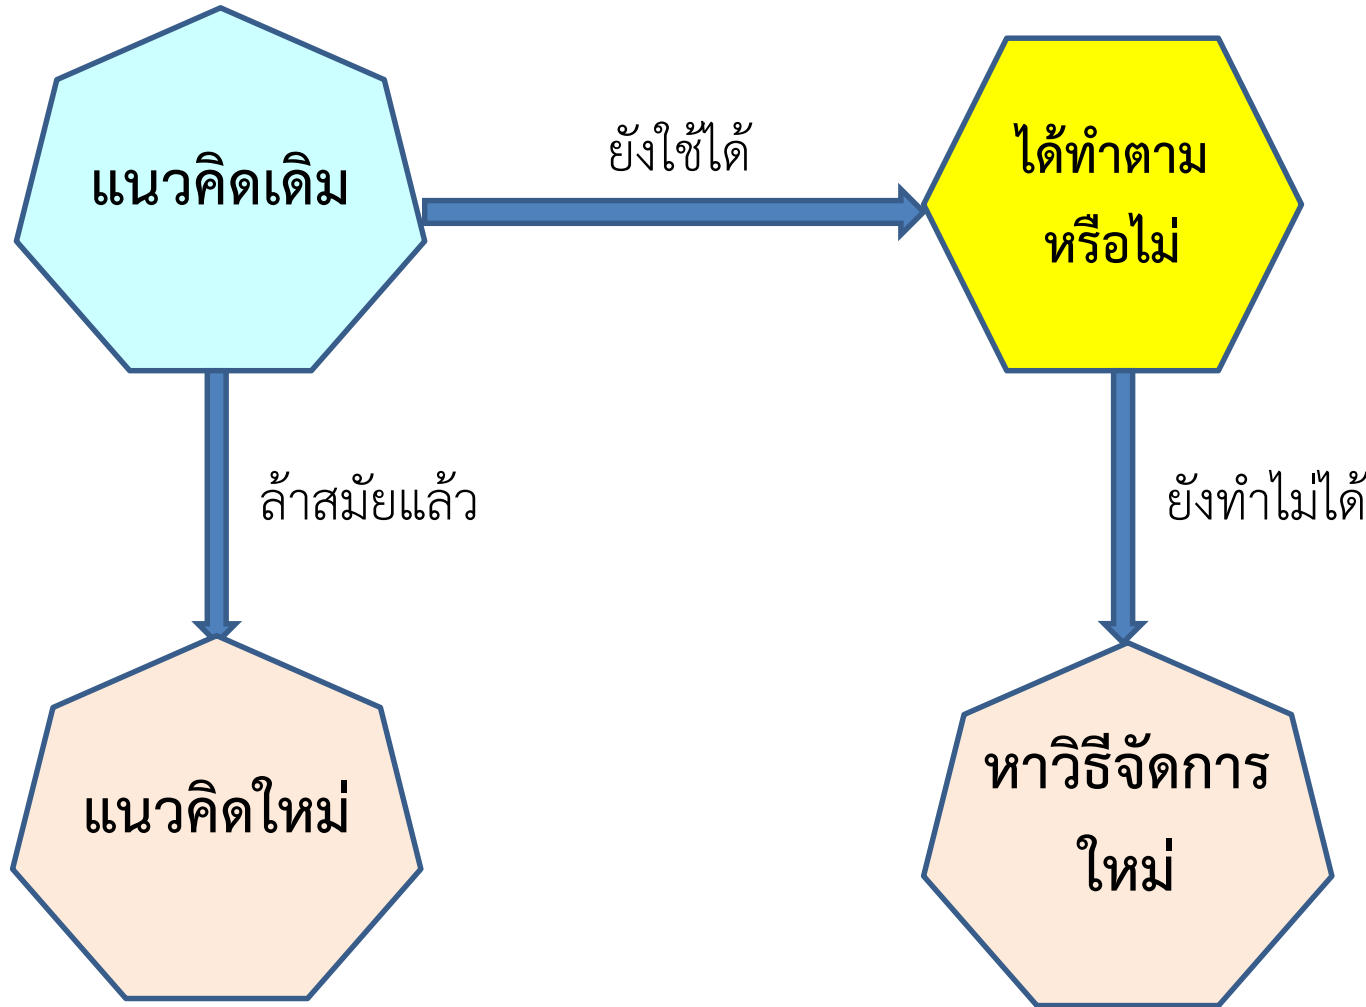 แนวคิดเดิม
ยังใช้ได้
ได้ทำตาม
หรือไม่
ล้าสมัยแล้ว
ยังทำไม่ได้
แนวคิดใหม่
หาวิธีจัดการ
ใหม่